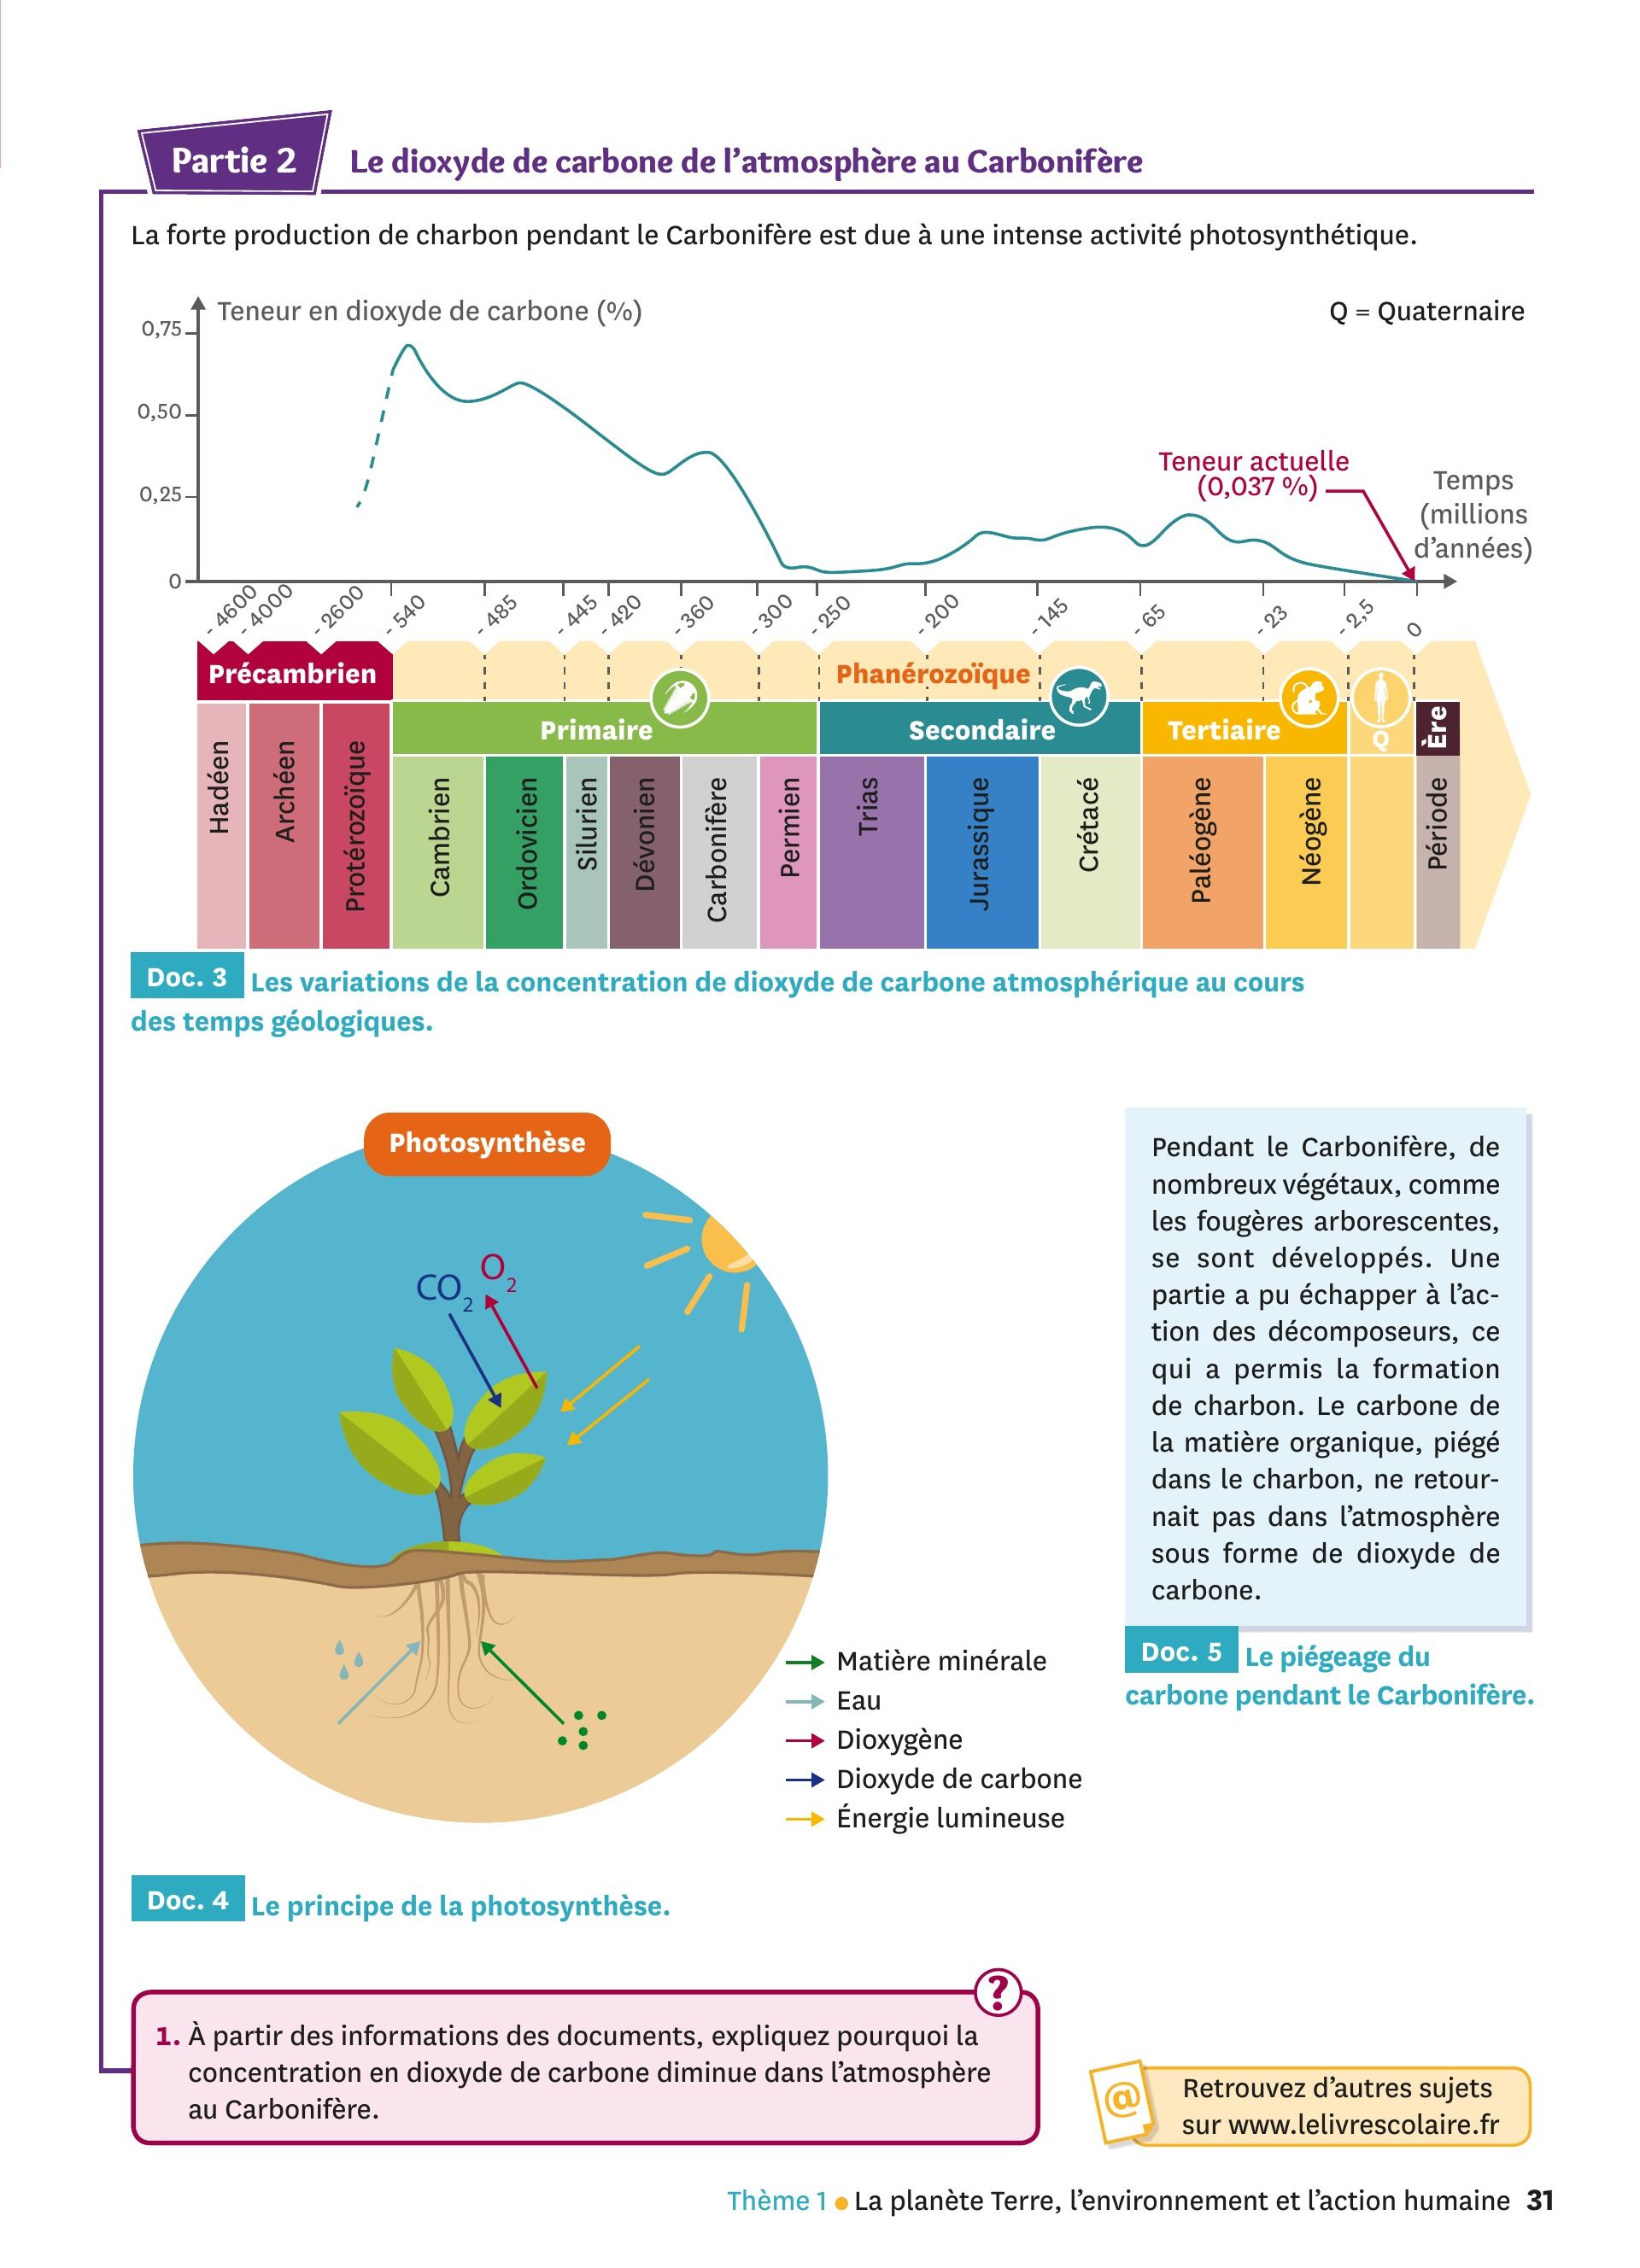 Partie 2
Le dioxyde de carbone de l'atmosphère au Carbonifère
La forte production de charbon pendant le Carbonifère est due à une intense activité photosynthétique.
Teneur en dioxyde de carbone (%)
Q = Quaternaire
0,75
0,50
0,25
0
Teneur actuelle
(0,037 %)
Temps
(millions
d'années)
- 4600
- 4000
- 2600
- 540
- 485
- 445
- 420
- 360
- 300
- 250
- 200
- 145
- 65
- 23
- 2,5
0
Précambrien
Phanérozoïque
Primaire
Secondaire
Tertiaire
Q
Ère
Hadéen
Archéen
Protérozoïque
Cambrien
Ordovicien
Silurien
Dévonien
Carbonifère
Permien
Trias
Jurassique
Crétacé
Paléogène
Néogène
Période
Doc. 3 Les variations de la concentration de dioxyde de carbone atmosphérique au cours
des temps géologiques.
Photosynthèse
CO2
O2
Matière minérale
Eau
Dioxygène
Dioxyde de carbone
Énergie lumineuse
Doc. 4 Le principe de la photosynthèse.
Pendant le Carbonifère, de
nombreux végétaux, comme
les fougères arborescentes,
se sont développés. Une
partie a pu échapper à l'ac-
tion des décomposeurs, ce
qui a permis la formation
de charbon. Le carbone de
la matière organique, piégé
dans le charbon, ne retour-
nait pas dans l'atmosphère
sous forme de dioxyde de
carbone.
Doc. 5 Le piégeage du
carbone pendant le Carbonifère.
?
1. À partir des informations des documents, expliquez pourquoi la
concentration en dioxyde de carbone diminue dans l'atmosphère
au Carbonifère.
@
Retrouvez d'autres sujets
sur www.lelivrescolaire.fr
Thème 1 ● La planète Terre, l'environnement et l'action humaine 31